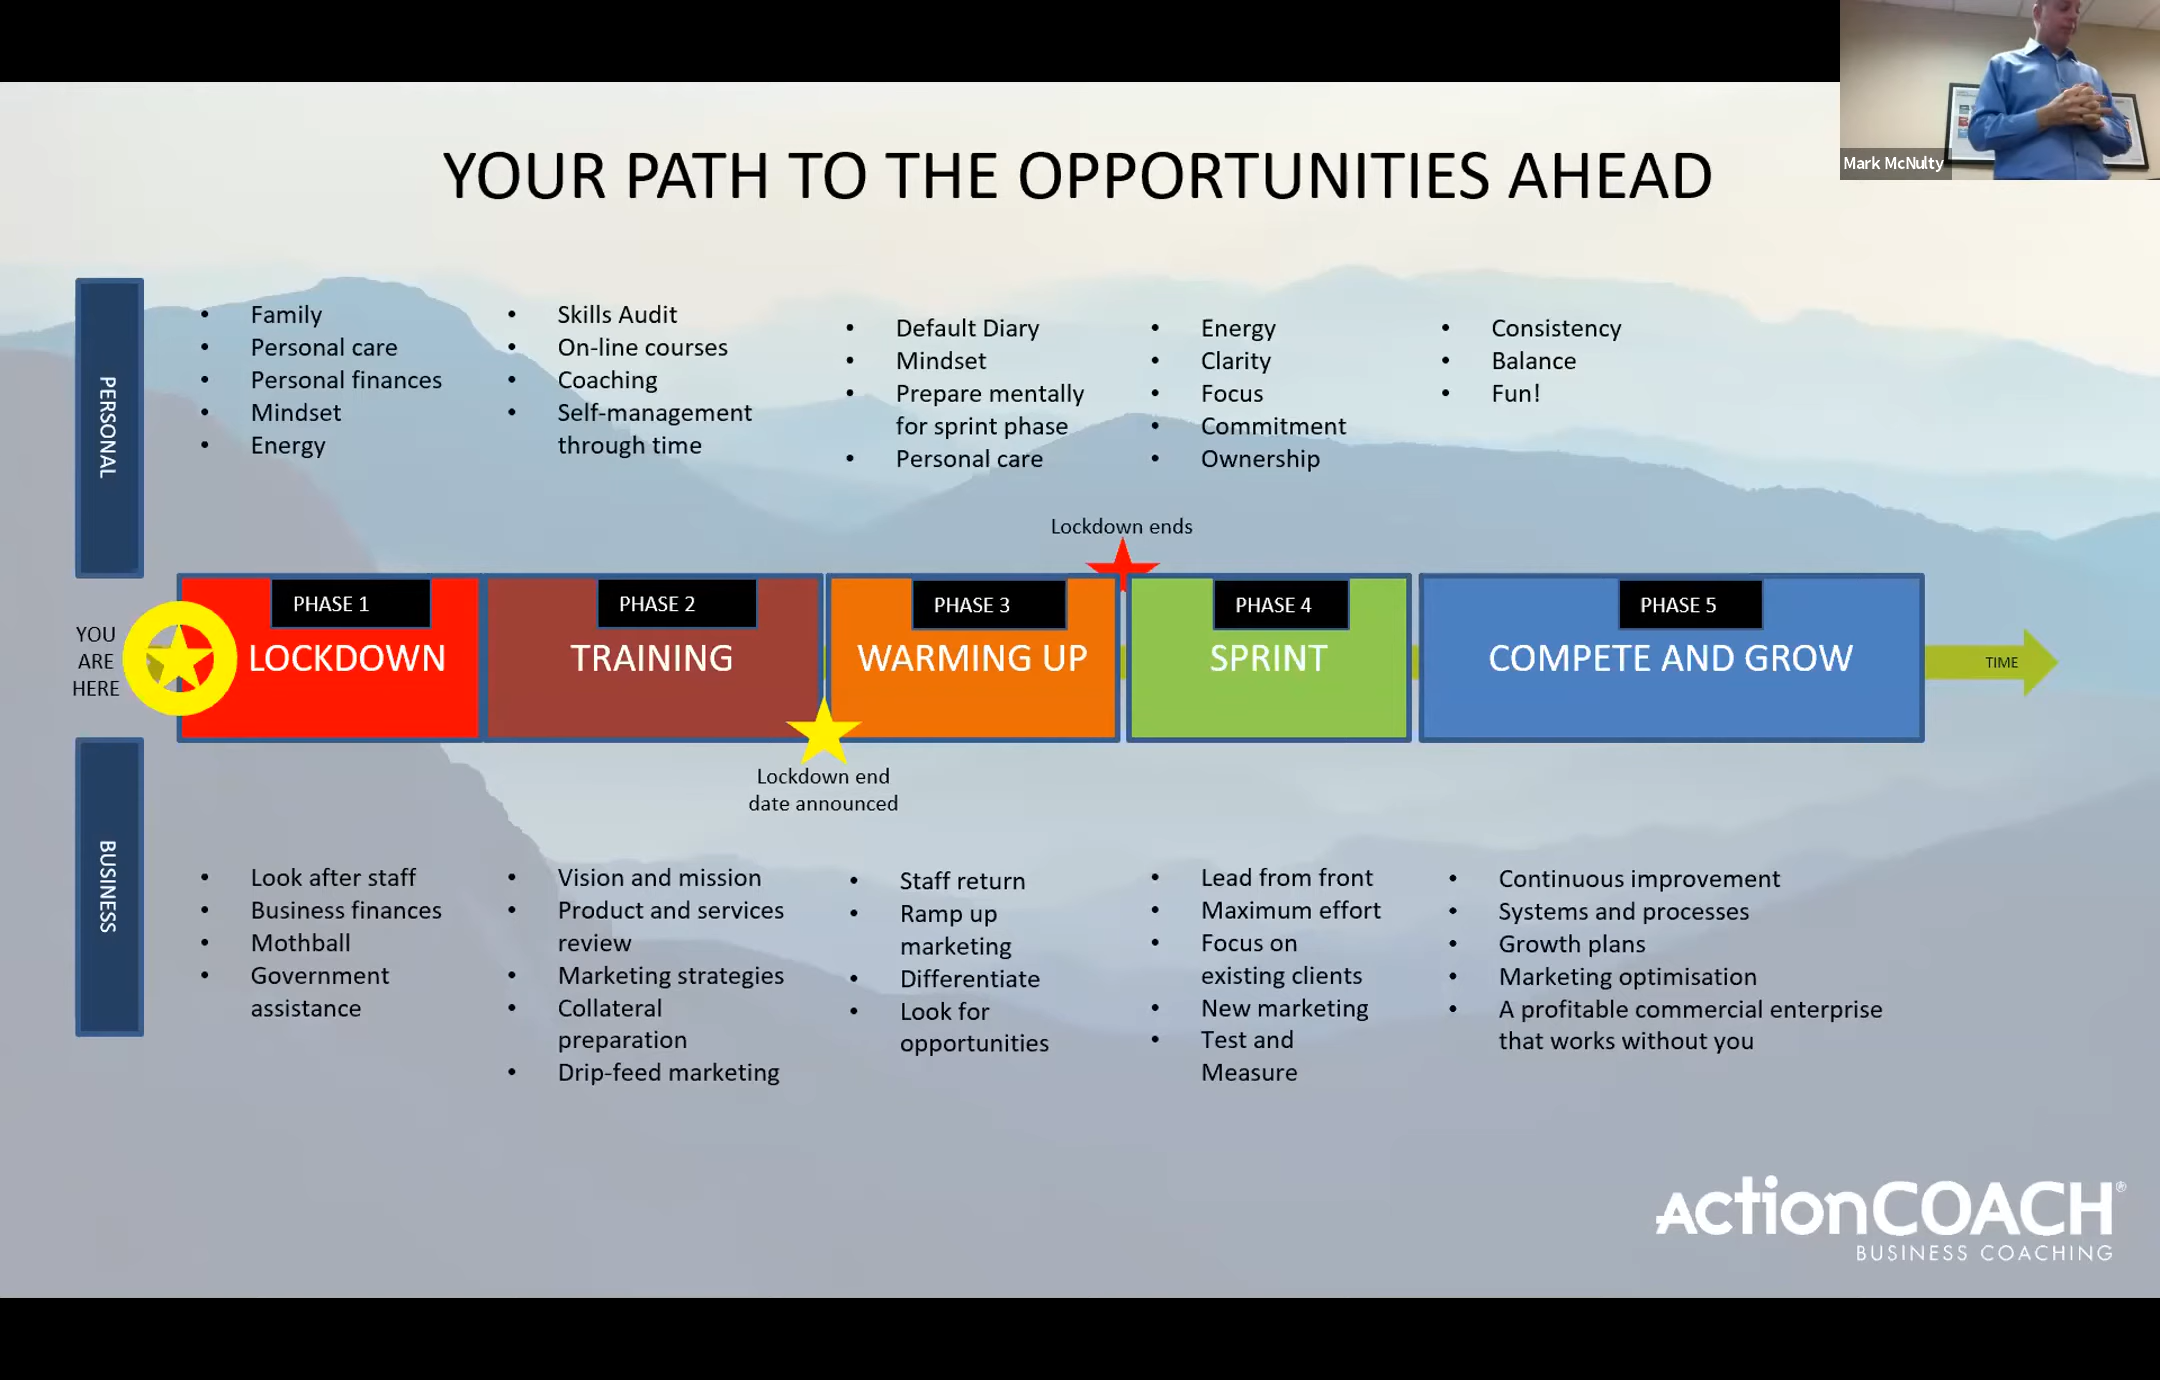 Mark McNulty
YOUR PATH TO THE OPPORTUNITIES AHEAD
PERSONAL
• Family
• Personal care
• Personal finances
• Mindset
• Energy
• Skills Audit
• On-line courses
• Coaching
• Self-management
through time
• Default Diary
• Mindset
• Prepare mentally
for sprint phase
• Personal care
• Energy
• Clarity
• Focus
• Commitment
• Ownership
• Consistency
• Balance
• Fun!
Lockdown ends
YOU
ARE
HERE
PHASE 1
LOCKDOWN
PHASE 2
TRAINING
PHASE 3
WARMING UP
PHASE 4
SPRINT
PHASE 5
COMPETE AND GROW
TIME
Lockdown end
date announced
BUSINESS
• Look after staff
• Business finances
• Mothball
• Government
assistance
• Vision and mission
• Product and services
review
• Marketing strategies
• Collateral
preparation
• Drip-feed marketing
• Staff return
• Ramp up
marketing
• Differentiate
• Look for
opportunities
• Lead from front
• Maximum effort
• Focus on
existing clients
• New marketing
• Test and
Measure
• Continuous improvement
• Systems and processes
• Growth plans
• Marketing optimisation
• A profitable commercial enterprise
that works without you
actionCOACH®
BUSINESS COACHING